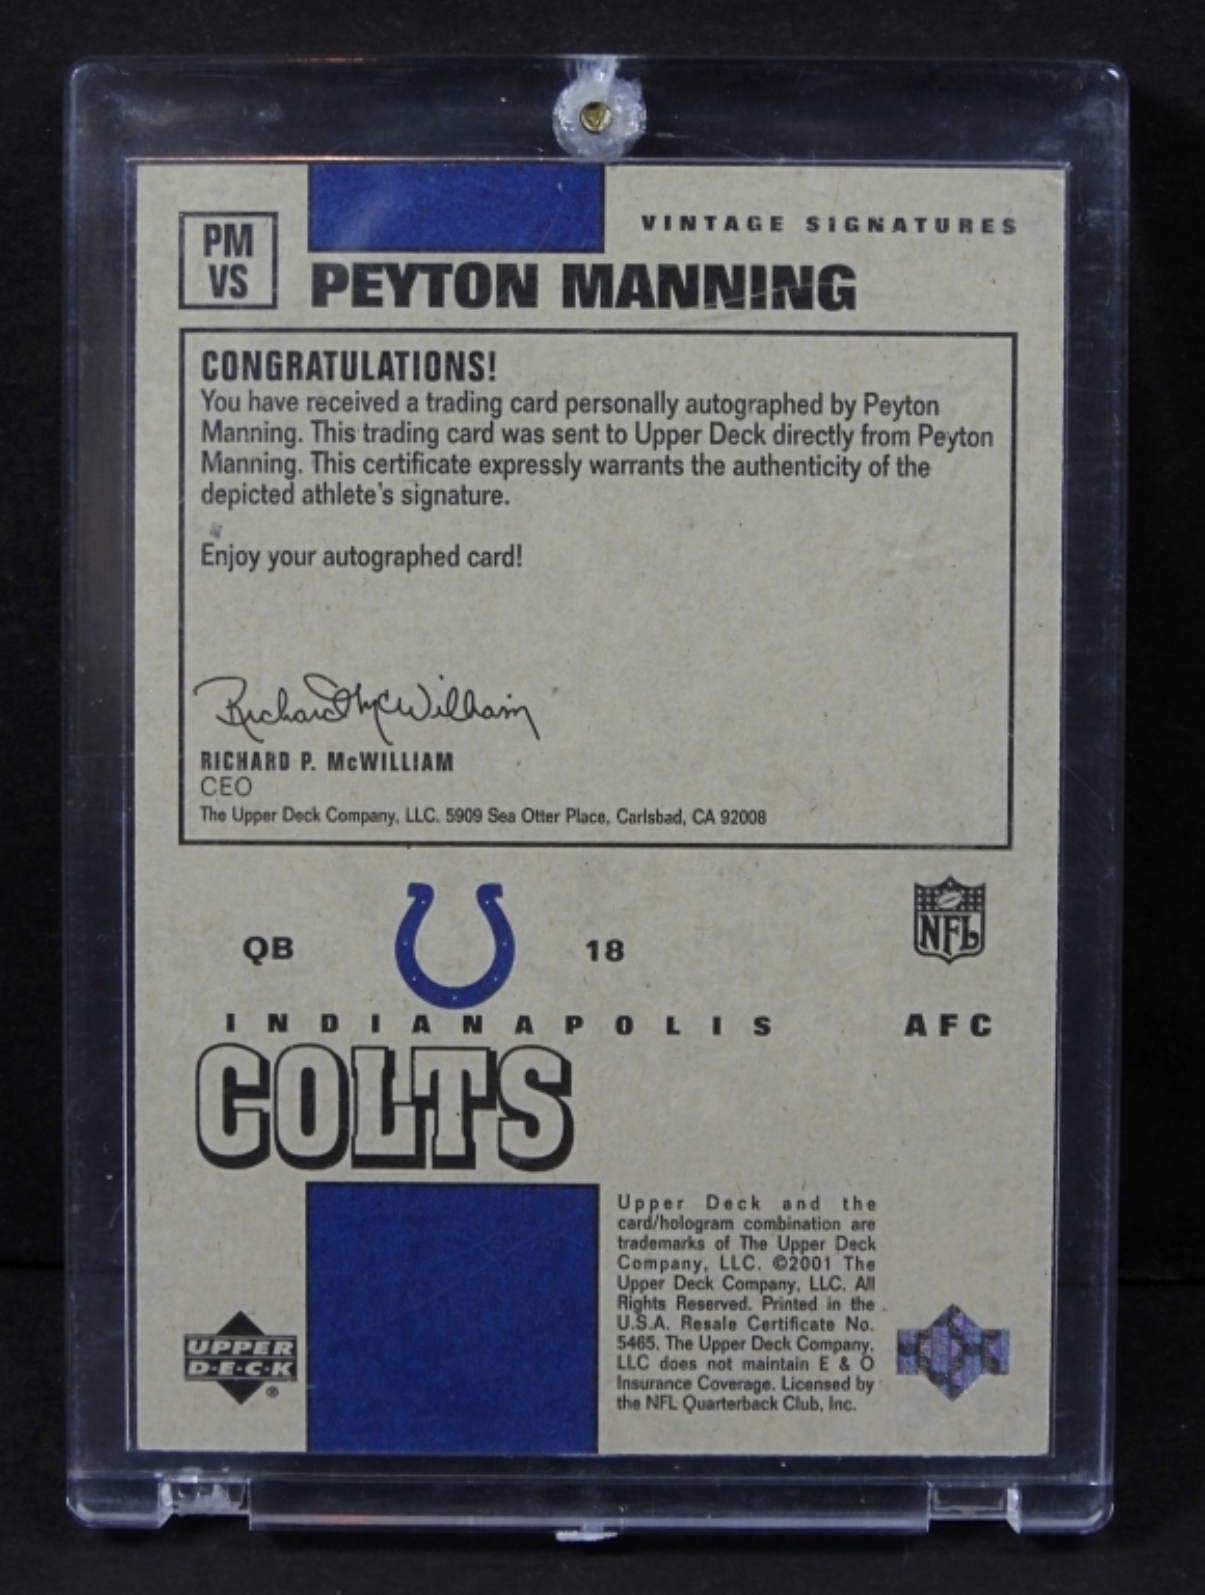 PM
VS
VINTAGE SIGNATURES
PEYTON MANNING
CONGRATULATIONS!
You have received a trading card personally autographed by Peyton
Manning. This trading card was sent to Upper Deck directly from Peyton
Manning. This certificate expressly warrants the authenticity of the
depicted athlete's signature.
Enjoy your autographed card!
Richard McWilliam
RICHARD P. McWILLIAM
CEO
The Upper Deck Company, LLC. 5909 Sea Otter Place, Carlsbad, CA 92008
QB
18
NFL
INDIANAPOLIS
AFC
COLTS
Upper Deck and the
card/hologram combination are
trademarks of The Upper Deck
Company, LLC. ©2001 The
Upper Deck Company, LLC. All
Rights Reserved. Printed in the
U.S.A. Resale Certificate No.
5465. The Upper Deck Company,
LLC does not maintain E & O
Insurance Coverage. Licensed by
the NFL Quarterback Club, Inc.
UPPER
D·E·C·K
®